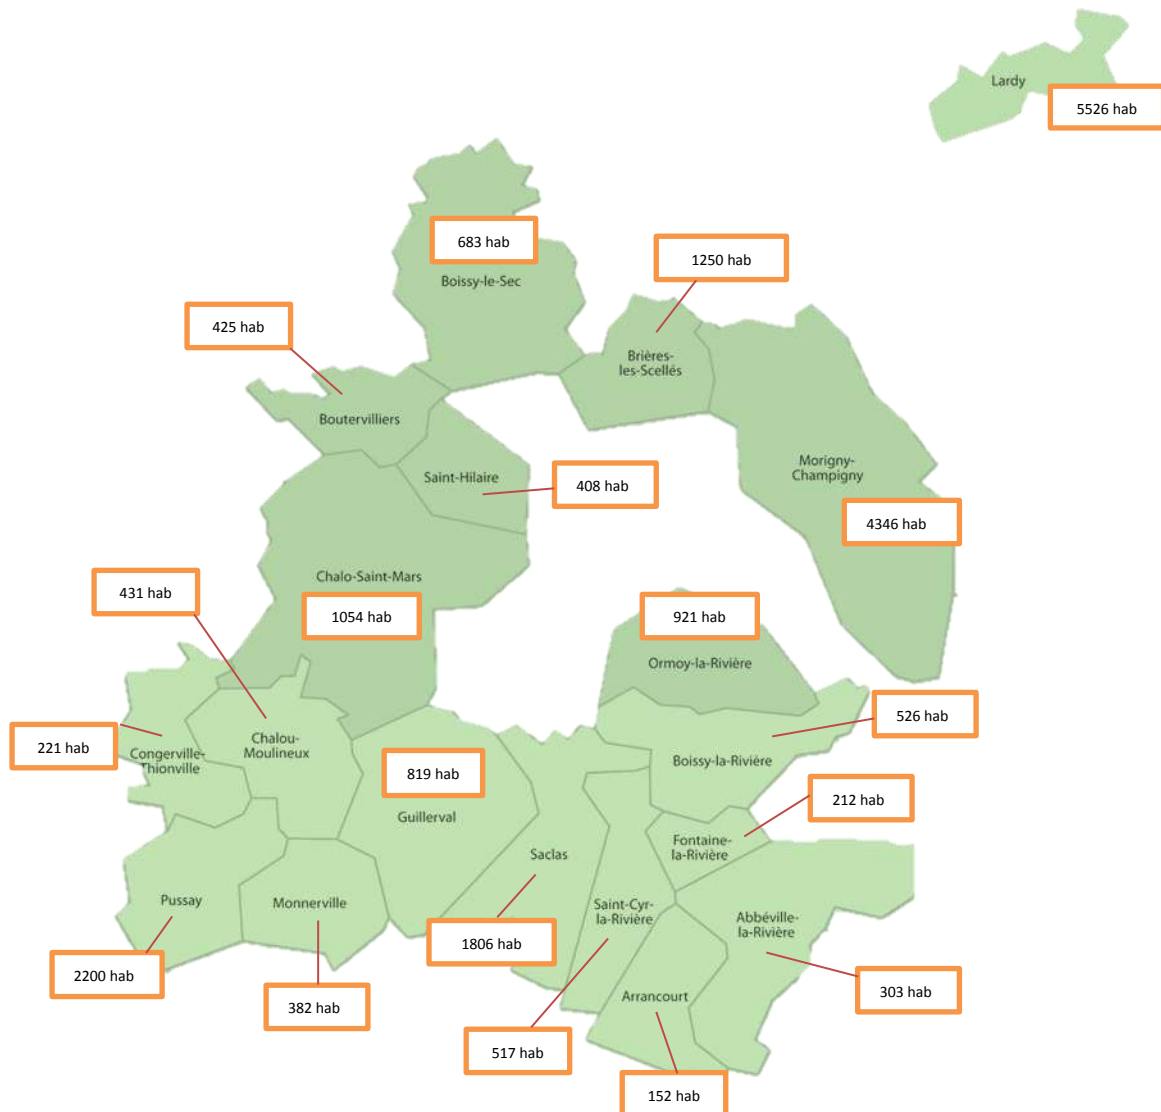 Lardy
5526 hab
683 hab
Boissy-le-Sec
1250 hab
425 hab
Brières-
les-Scellés
Boutervilliers
Morigny-
Champigny
Saint-Hilaire
408 hab
4346 hab
Chalo-Saint-Mars
431 hab
1054 hab
921 hab
Ormoy-la-Rivière
526 hab
221 hab
Congerville-
Thionville
Chalou-
Moulineux
Boissy-la-Rivière
819 hab
Guillerval
212 hab
Fontaine-
la-Rivière
Saclas
Pussay
Monnerville
Saint-Cyr-
la-Rivière
Abbéville-
la-Rivière
1806 hab
2200 hab
382 hab
303 hab
Arrancourt
517 hab
152 hab